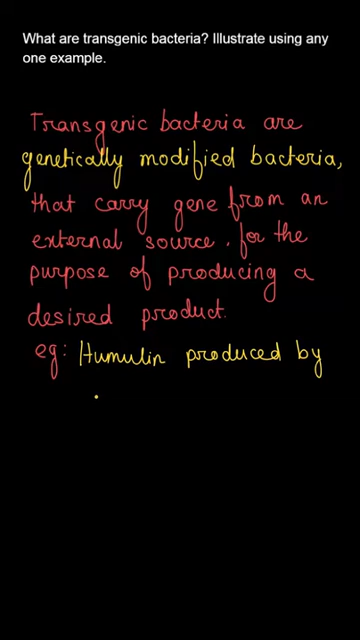 What are transgenic bacteria? Illustrate using any
one example.
Transgenic bacteria are
genetically modified bacteria,
that carry gene from an
external source, for the
purpose of producing a
desired product.
eg: Humulin produced by